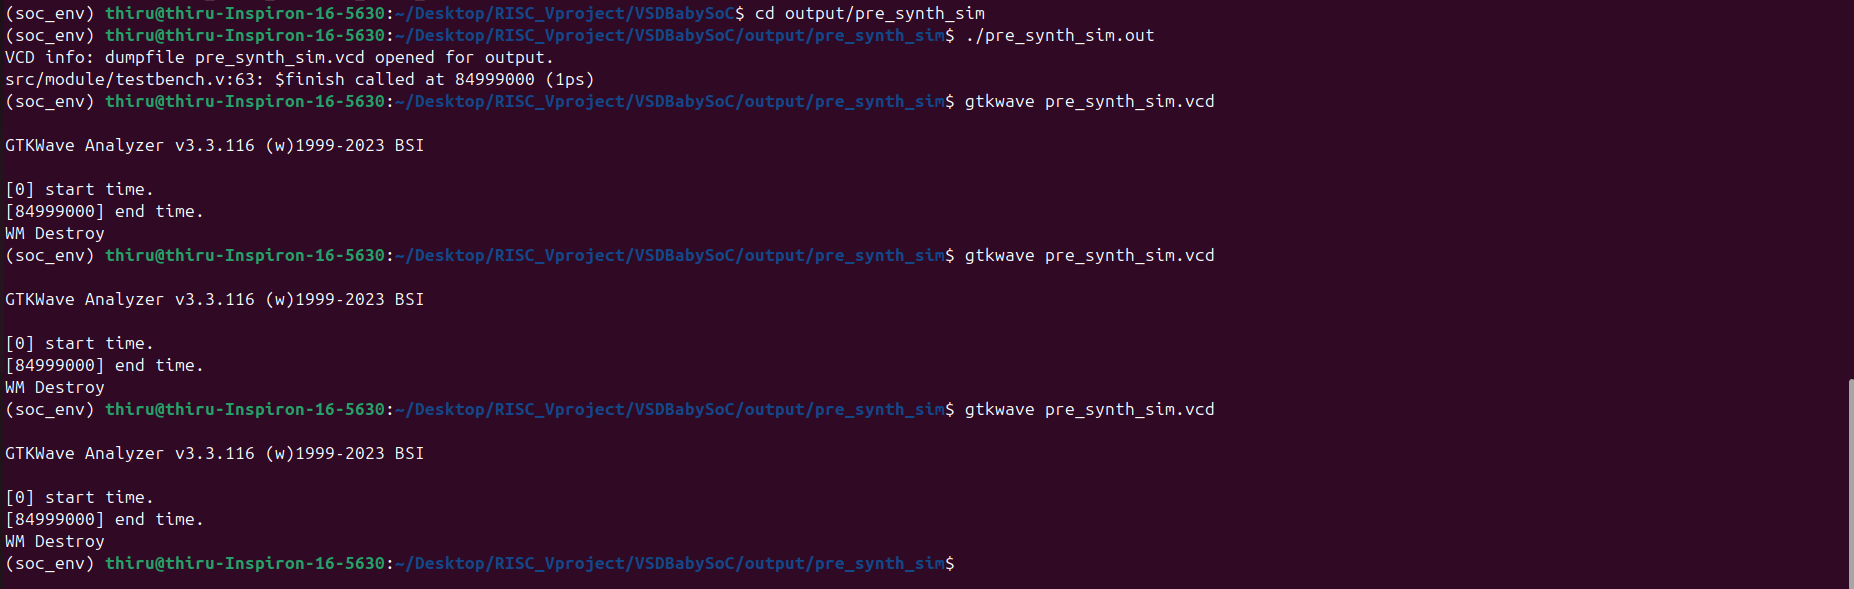 (soc_env) thiru@thiru-Inspiron-16-5630:~/Desktop/RISC_Vproject/VSDBabySoC$ cd output/pre_synth_sim
(soc_env) thiru@thiru-Inspiron-16-5630:~/Desktop/RISC_Vproject/VSDBabySoC/output/pre_synth_sim$ ./pre_synth_sim.out
VCD info: dumpfile pre_synth_sim.vcd opened for output.
src/module/testbench.v:63: $finish called at 84999000 (1ps)
(soc_env) thiru@thiru-Inspiron-16-5630:~/Desktop/RISC_Vproject/VSDBabySoC/output/pre_synth_sim$ gtkwave pre_synth_sim.vcd
GTKWave Analyzer v3.3.116 (w)1999-2023 BSI
[0] start time.
[84999000] end time.
WM Destroy
(soc_env) thiru@thiru-Inspiron-16-5630:~/Desktop/RISC_Vproject/VSDBabySoC/output/pre_synth_sim$ gtkwave pre_synth_sim.vcd
GTKWave Analyzer v3.3.116 (w)1999-2023 BSI
[0] start time.
[84999000] end time.
WM Destroy
(soc_env) thiru@thiru-Inspiron-16-5630:~/Desktop/RISC_Vproject/VSDBabySoC/output/pre_synth_sim$ gtkwave pre_synth_sim.vcd
GTKWave Analyzer v3.3.116 (w)1999-2023 BSI
[0] start time.
[84999000] end time.
WM Destroy
(soc_env) thiru@thiru-Inspiron-16-5630:~/Desktop/RISC_Vproject/VSDBabySoC/output/pre_synth_sim$